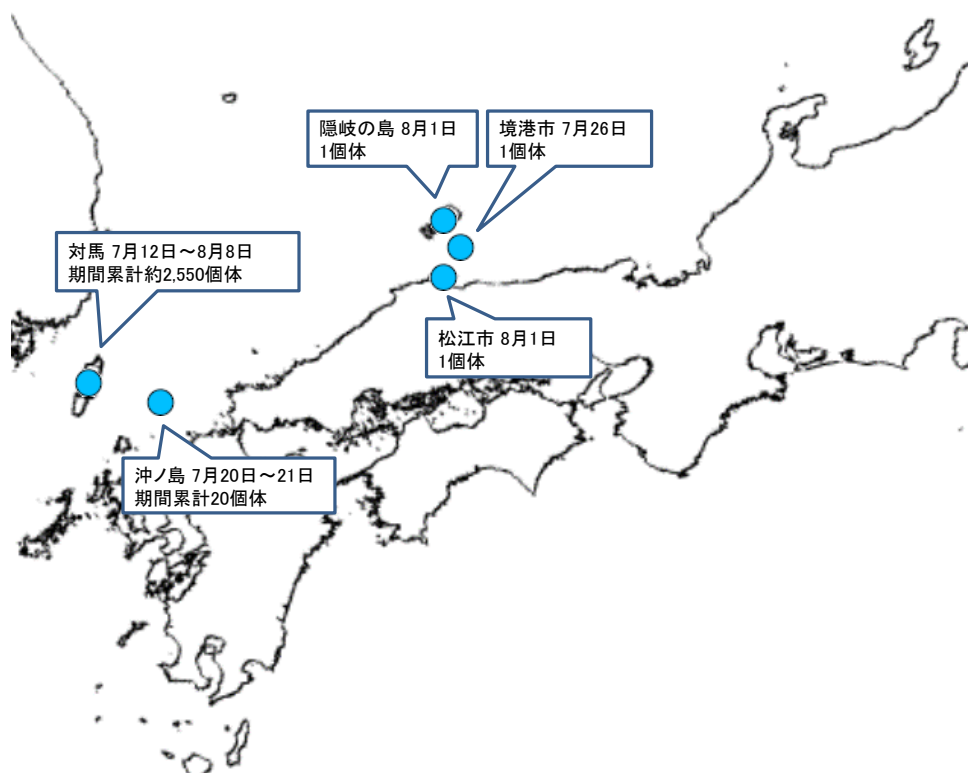 隠岐の島 8月1日
1個体
境港市 7月26日
1個体
対馬 7月12日～8月8日
期間累計約2,550個体
松江市 8月1日
1個体
沖ノ島 7月20日～21日
期間累計20個体